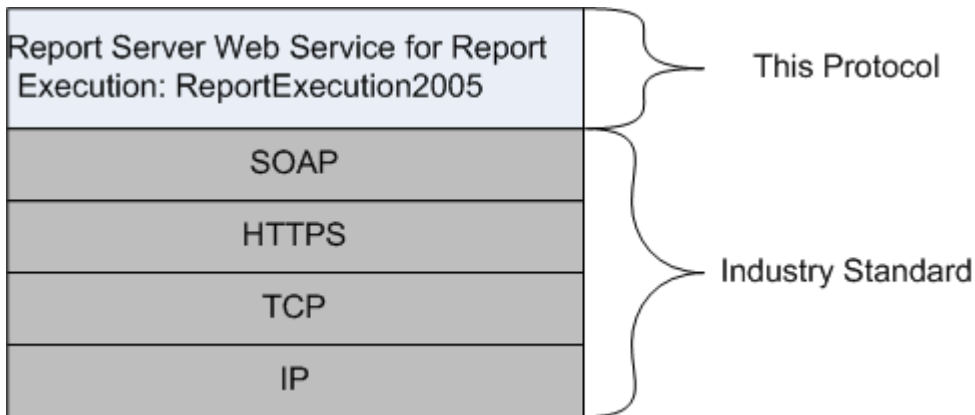 Report Server Web Service for Report
Execution: ReportExecution2005
This Protocol
SOAP
HTTPS
TCP
IP
Industry Standard